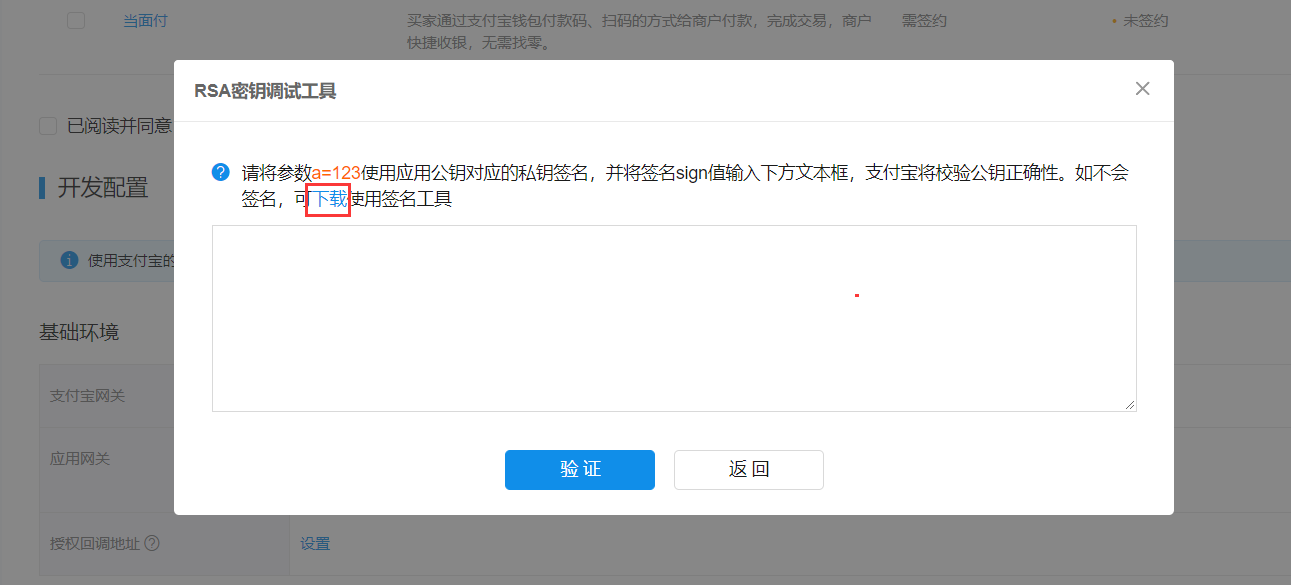 当面付
买家通过支付宝钱包付款码、扫码的方式给商户付款，完成交易，商户
快捷收银，无需找零。
需签约
未签约
RSA密钥调试工具
已阅读并同意
请将参数a=123使用应用公钥对应的私钥签名，并将签名sign值输入下方文本框，支付宝将校验公钥正确性。如不会
签名，可下载使用签名工具
开发配置
使用支付宝的
基础环境
支付宝网关
应用网关
验 证
返 回
授权回调地址
设置